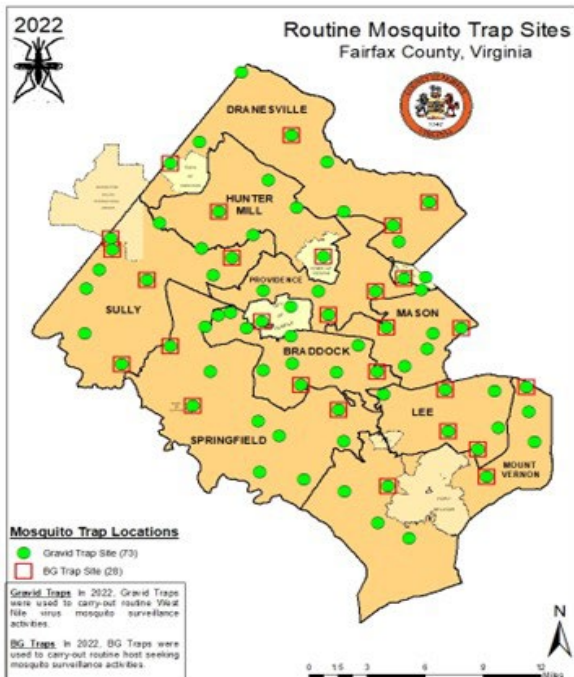 2022
Routine Mosquito Trap Sites
Fairfax County, Virginia
DRANESVILLE
HUNTER
MILL
PROVIDENCE
SULLY
MASON
BRADDOCK
LEE
SPRINGFIELD
MOUNT
VERNON
Mosquito Trap Locations
Gravid Trap Site (73)
BG Trap Site (28)
Gravid Traps In 2022, Gravid Traps
were used to carry-out routine West
Nile virus mosquito surveillance
activities.
BG Traps In 2022, BG Traps were
used to carry-out routine host seeking
mosquito surveillance activities.
N
0 1.5 3 6 9 12
Miles